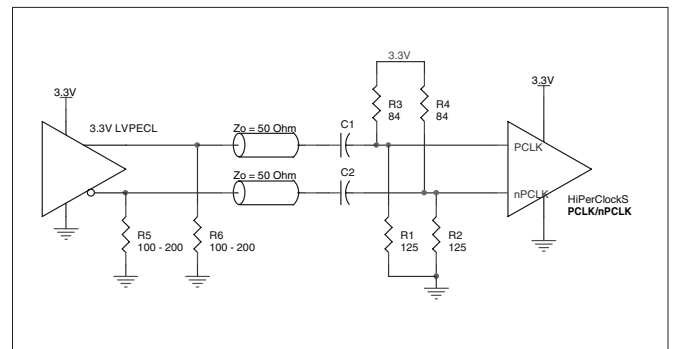 3.3V
3.3V
3.3V
3.3V LVPECL
Zo = 50 Ohm
C1
R3
84
R4
84
PCLK
Zo = 50 Ohm
C2
nPCLK
HiPerClockS
PCLK/nPCLK
R5
100 - 200
R6
100 - 200
R1
125
R2
125